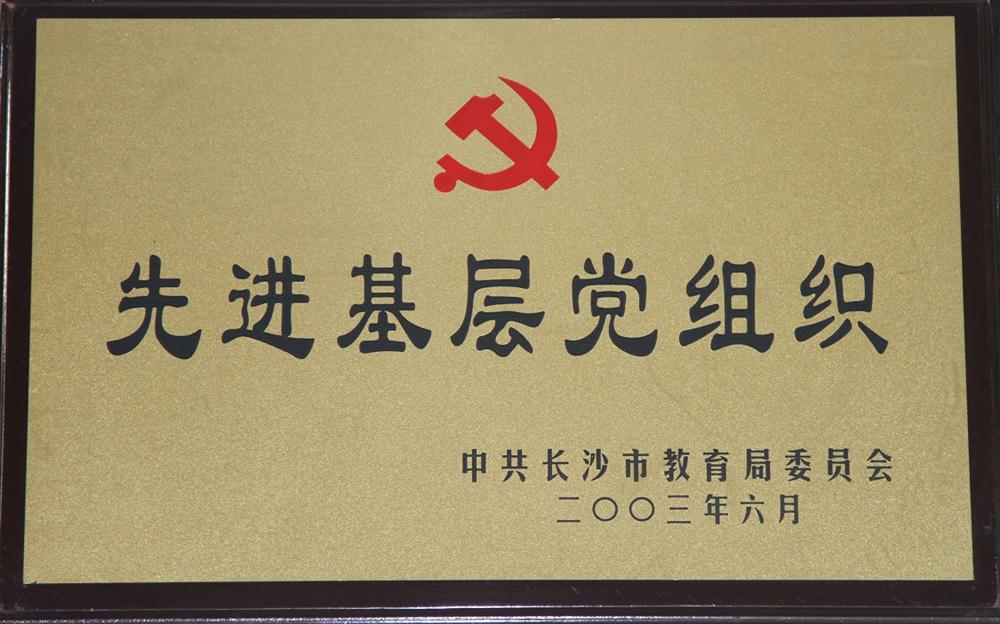 先进基层党组织
中共长沙市教育局委员会
二〇〇三年六月